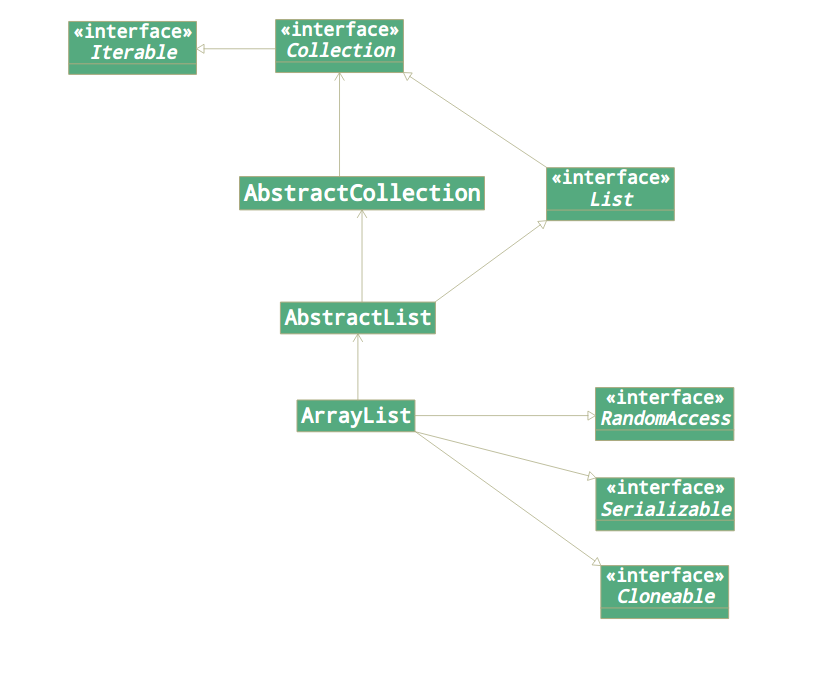 «interface»
Iterable
«interface»
Collection
AbstractCollection
«interface»
List
AbstractList
ArrayList
«interface»
RandomAccess
«interface»
Serializable
«interface»
Cloneable